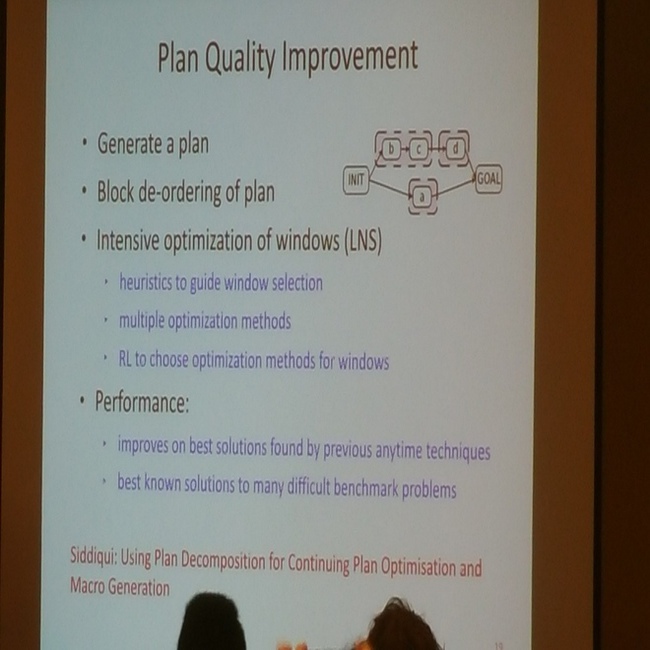 Plan Quality Improvement
• Generate a plan
• Block de-ordering of plan
INIT
b
c
d
a
GOAL
• Intensive optimization of windows (LNS)
heuristics to guide window selection
multiple optimization methods
RL to choose optimization methods for windows
• Performance:
improves on best solutions found by previous anytime techniques
best known solutions to many difficult benchmark problems
Siddiqui: Using Plan Decomposition for Continuing Plan Optimisation and
Macro Generation